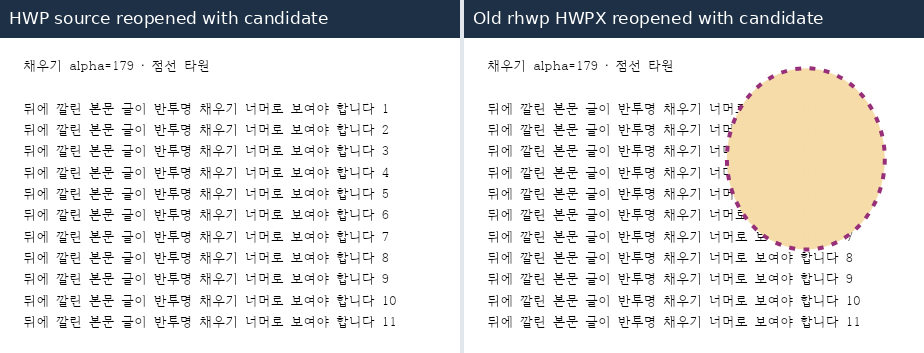 HWP source reopened with candidate
채우기 alpha=179 · 점선 타원
뒤에 깔린 본문 글이 반투명 채우기 너머로 보여야 합니다 1
뒤에 깔린 본문 글이 반투명 채우기 너머로 보여야 합니다 2
뒤에 깔린 본문 글이 반투명 채우기 너머로 보여야 합니다 3
뒤에 깔린 본문 글이 반투명 채우기 너머로 보여야 합니다 4
뒤에 깔린 본문 글이 반투명 채우기 너머로 보여야 합니다 5
뒤에 깔린 본문 글이 반투명 채우기 너머로 보여야 합니다 6
뒤에 깔린 본문 글이 반투명 채우기 너머로 보여야 합니다 7
뒤에 깔린 본문 글이 반투명 채우기 너머로 보여야 합니다 8
뒤에 깔린 본문 글이 반투명 채우기 너머로 보여야 합니다 9
뒤에 깔린 본문 글이 반투명 채우기 너머로 보여야 합니다 10
뒤에 깔린 본문 글이 반투명 채우기 너머로 보여야 합니다 11
Old rhwp HWPX reopened with candidate
채우기 alpha=179 · 점선 타원
뒤에 깔린 본문 글이 반투명 채우기
뒤에 깔린 본문 글이 반투명 채우기
뒤에 깔린 본문 글이 반투명 채우기
뒤에 깔린 본문 글이 반투명 채우기
뒤에 깔린 본문 글이 반투명 채우기
뒤에 깔린 본문 글이 반투명 채우기
뒤에 깔린 본문 글이 반투명 채우기 너머로
뒤에 깔린 본문 글이 반투명 채우기 너머로 보여야 합니다 8
뒤에 깔린 본문 글이 반투명 채우기 너머로 보여야 합니다 9
뒤에 깔린 본문 글이 반투명 채우기 너머로 보여야 합니다 10
뒤에 깔린 본문 글이 반투명 채우기 너머로 보여야 합니다 11